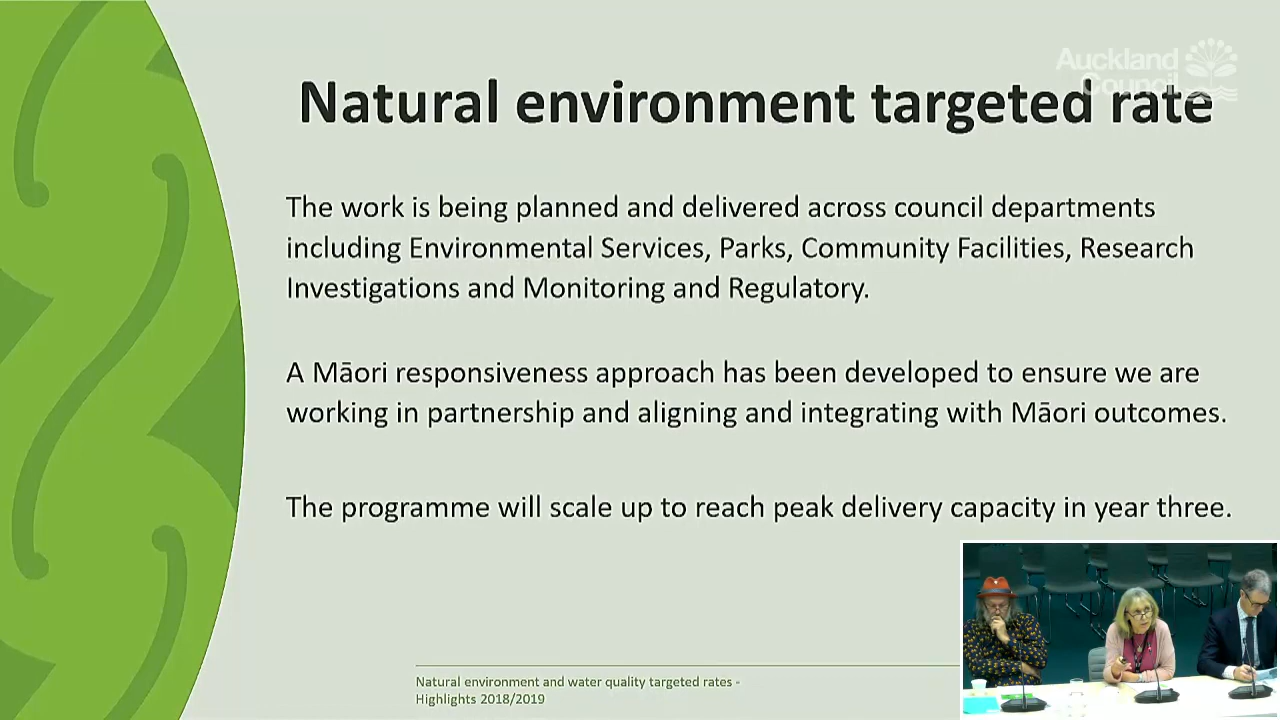 Auckland
Council
Natural environment targeted rate
The work is being planned and delivered across council departments
including Environmental Services, Parks, Community Facilities, Research
Investigations and Monitoring and Regulatory.
A Māori responsiveness approach has been developed to ensure we are
working in partnership and aligning and integrating with Māori outcomes.
The programme will scale up to reach peak delivery capacity in year three.
Natural environment and water quality targeted rates -
Highlights 2018/2019